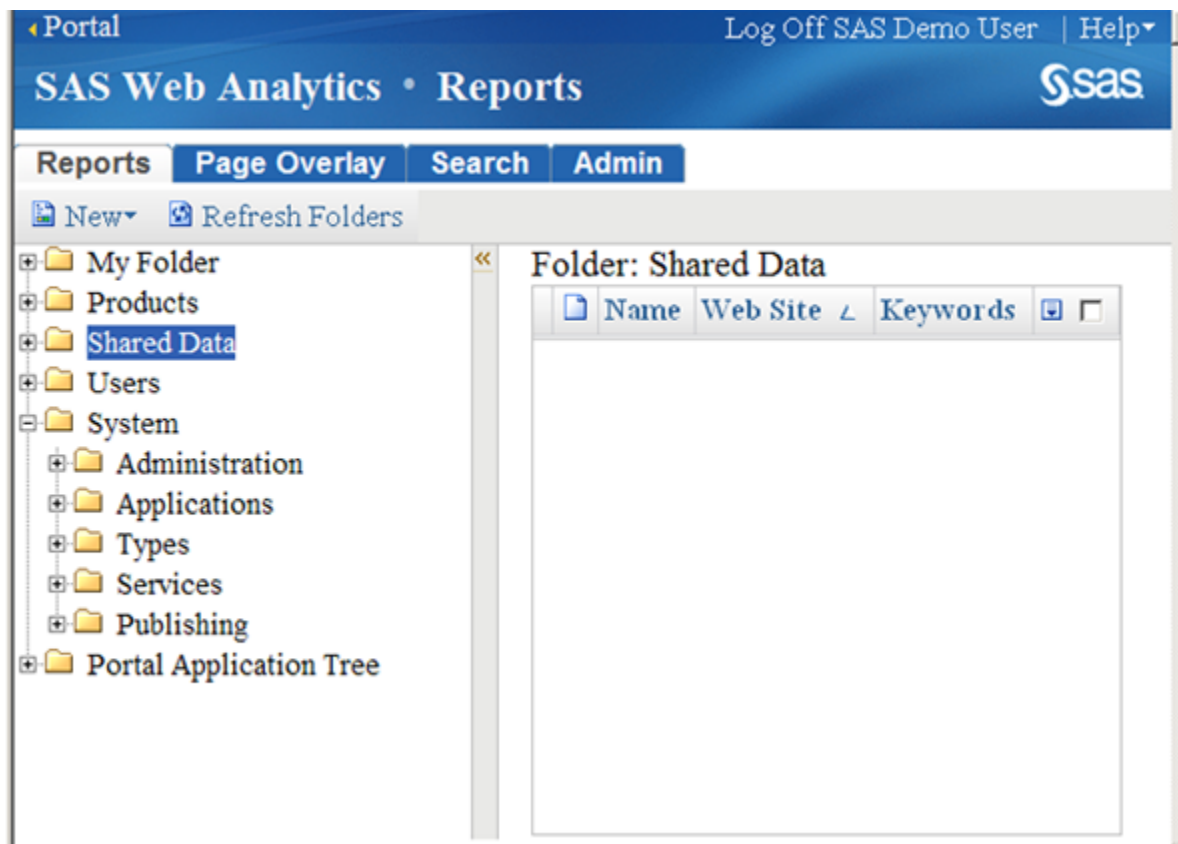 Portal Log Off SAS Demo User | Help
SAS Web Analytics • Reports sas
Reports Page Overlay Search Admin
New Refresh Folders
My Folder
Products
Shared Data
Users
System
Administration
Applications
Types
Services
Publishing
Portal Application Tree
«
Folder: Shared Data
Name Web Site Keywords